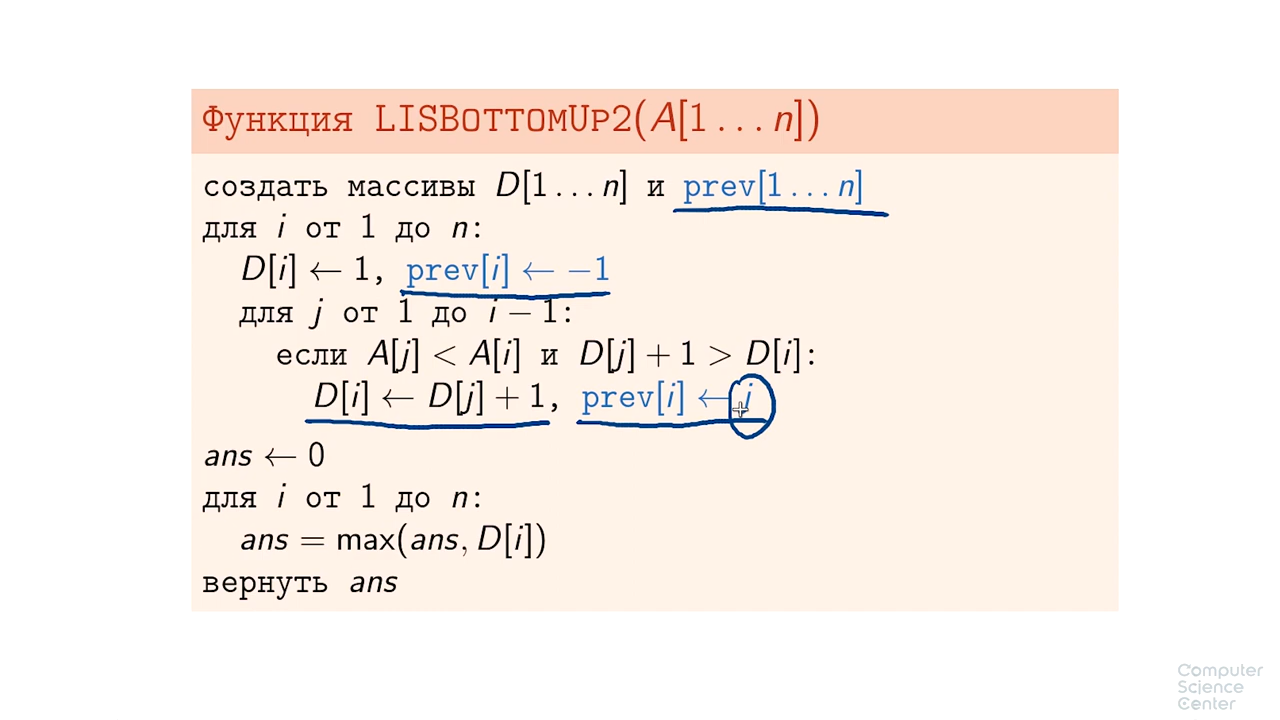 Функция LISBottomUp2(A[1...n])
создать массивы D[1...n] и prev[1...n]
для i от 1 до n:
D[i] ← 1, prev[i] ← −1
для j от 1 до i − 1:
если A[j] < A[i] и D[j] + 1 > D[i]:
D[i] ← D[j] + 1, prev[i] ← j
ans ← 0
для i от 1 до n:
ans = max(ans, D[i])
вернуть ans
Computer
Science
Center